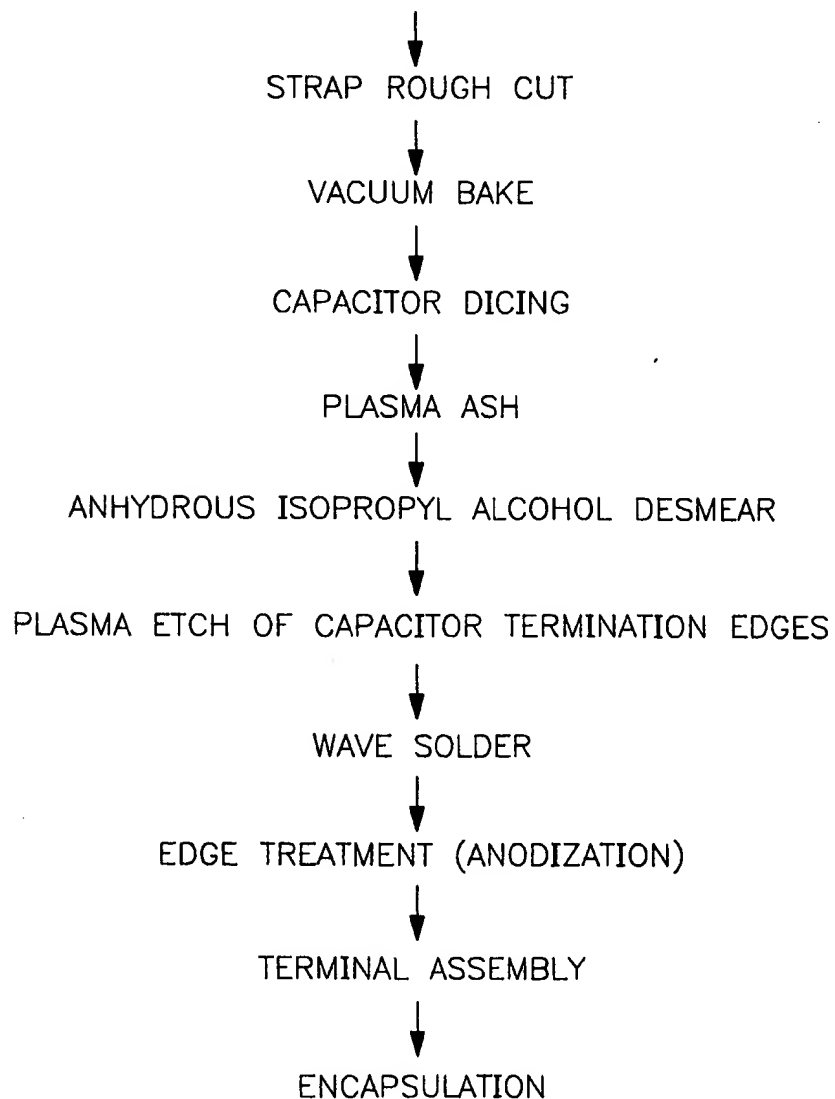 STRAP ROUGH CUT
VACUUM BAKE
CAPACITOR DICING
PLASMA ASH
ANHYDROUS ISOPROPYL ALCOHOL DESMEAR
PLASMA ETCH OF CAPACITOR TERMINATION EDGES
WAVE SOLDER
EDGE TREATMENT (ANODIZATION)
TERMINAL ASSEMBLY
ENCAPSULATION